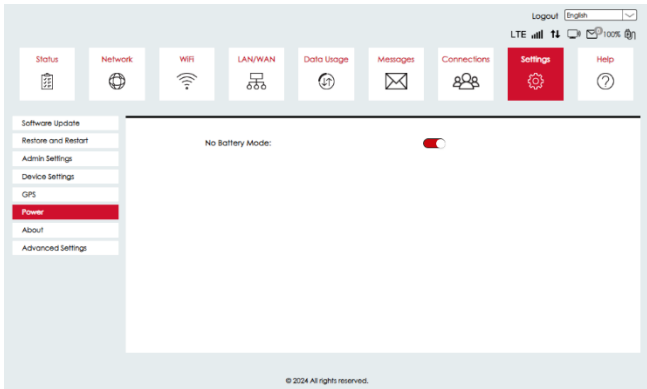 Logout English
LTE 100%
Status Network WiFi LAN/WAN Data Usage Messages Connections Settings Help
Software Update
Restore and Restart
No Battery Mode:
Admin Settings
Device Settings
GPS
Power
About
Advanced Settings
© 2024 All rights reserved.